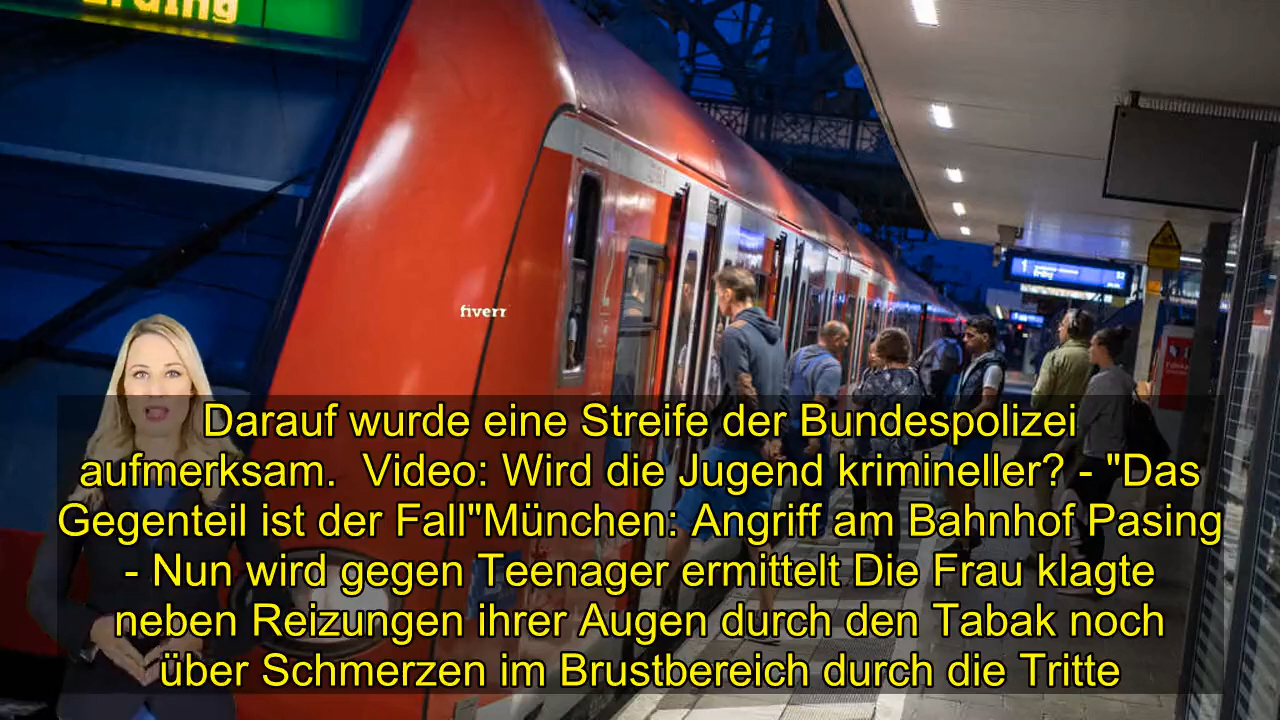 Erding
fiverr
1
Darauf wurde eine Streife der Bundespolizei
aufmerksam.  Video: Wird die Jugend krimineller? - "Das
Gegenteil ist der Fall"München: Angriff am Bahnhof Pasing
- Nun wird gegen Teenager ermittelt Die Frau klagte
neben Reizungen ihrer Augen durch den Tabak noch
über Schmerzen im Brustbereich durch die Tritte